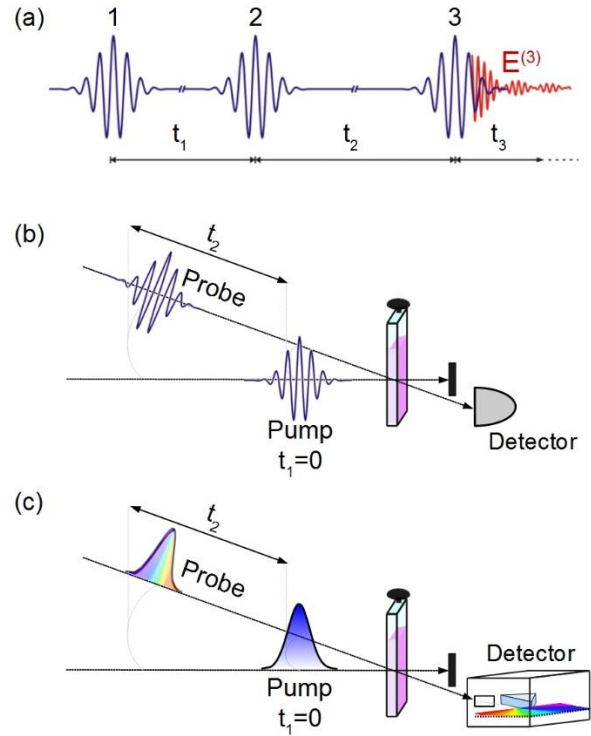 (a)
1 2 3
E(3)
t1 t2 t3
(b)
t2
Probe
Pump
t1=0
Detector
(c)
t2
Probe
Detector
Pump
t1=0